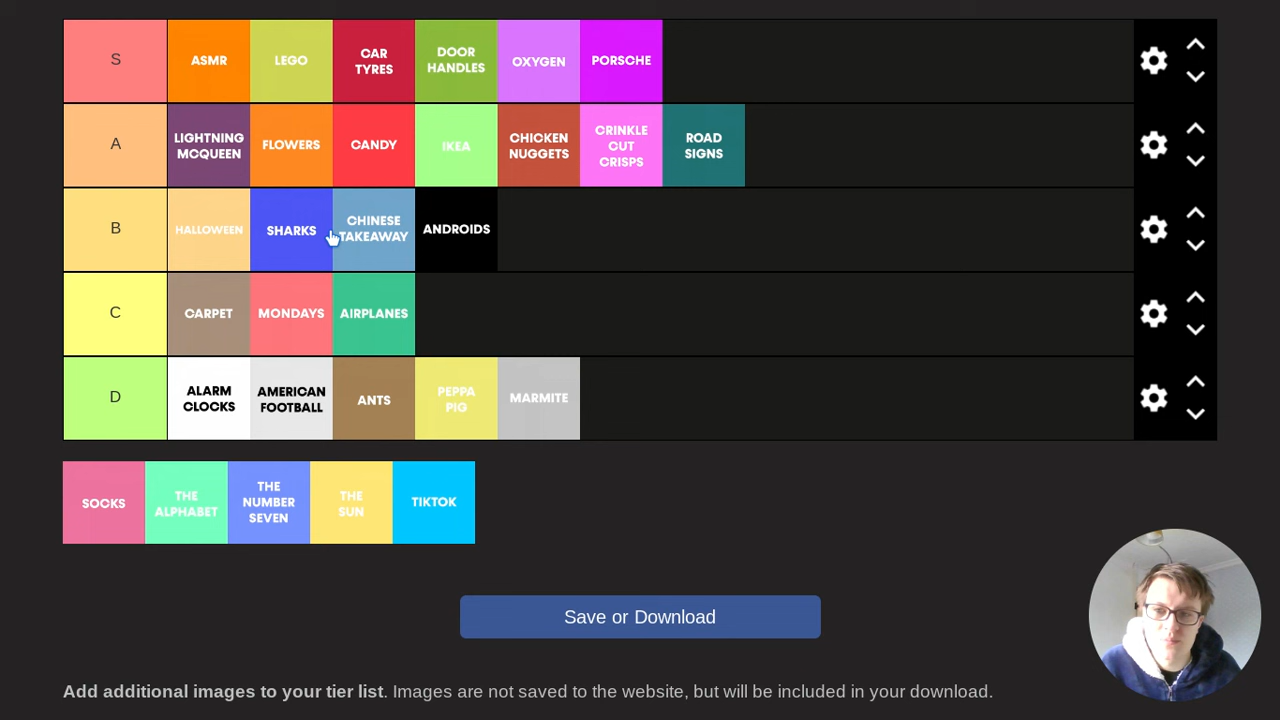 S
ASMR
LEGO
CAR
TYRES
DOOR
HANDLES
OXYGEN
PORSCHE
A
LIGHTNING
MCQUEEN
FLOWERS
CANDY
IKEA
CHICKEN
NUGGETS
CRINKLE
CUT
CRISPS
ROAD
SIGNS
B
HALLOWEEN
SHARKS
CHINESE
TAKEAWAY
ANDROIDS
C
CARPET
MONDAYS
AIRPLANES
D
ALARM
CLOCKS
AMERICAN
FOOTBALL
ANTS
PEPPA
PIG
MARMITE
SOCKS
THE
ALPHABET
THE
NUMBER
SEVEN
THE
SUN
TIKTOK
Save or Download
Add additional images to your tier list. Images are not saved to the website, but will be included in your download.